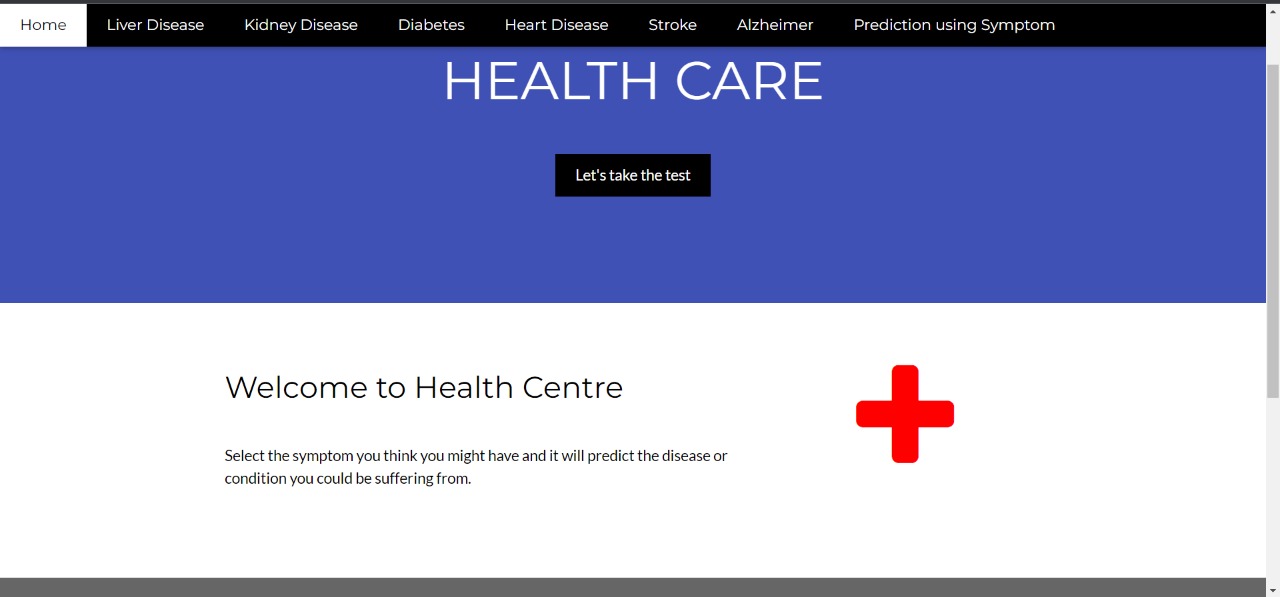 Home Liver Disease Kidney Disease Diabetes Heart Disease Stroke Alzheimer Prediction using Symptom
HEALTH CARE
Let's take the test
Welcome to Health Centre
Select the symptom you think you might have and it will predict the disease or
condition you could be suffering from.